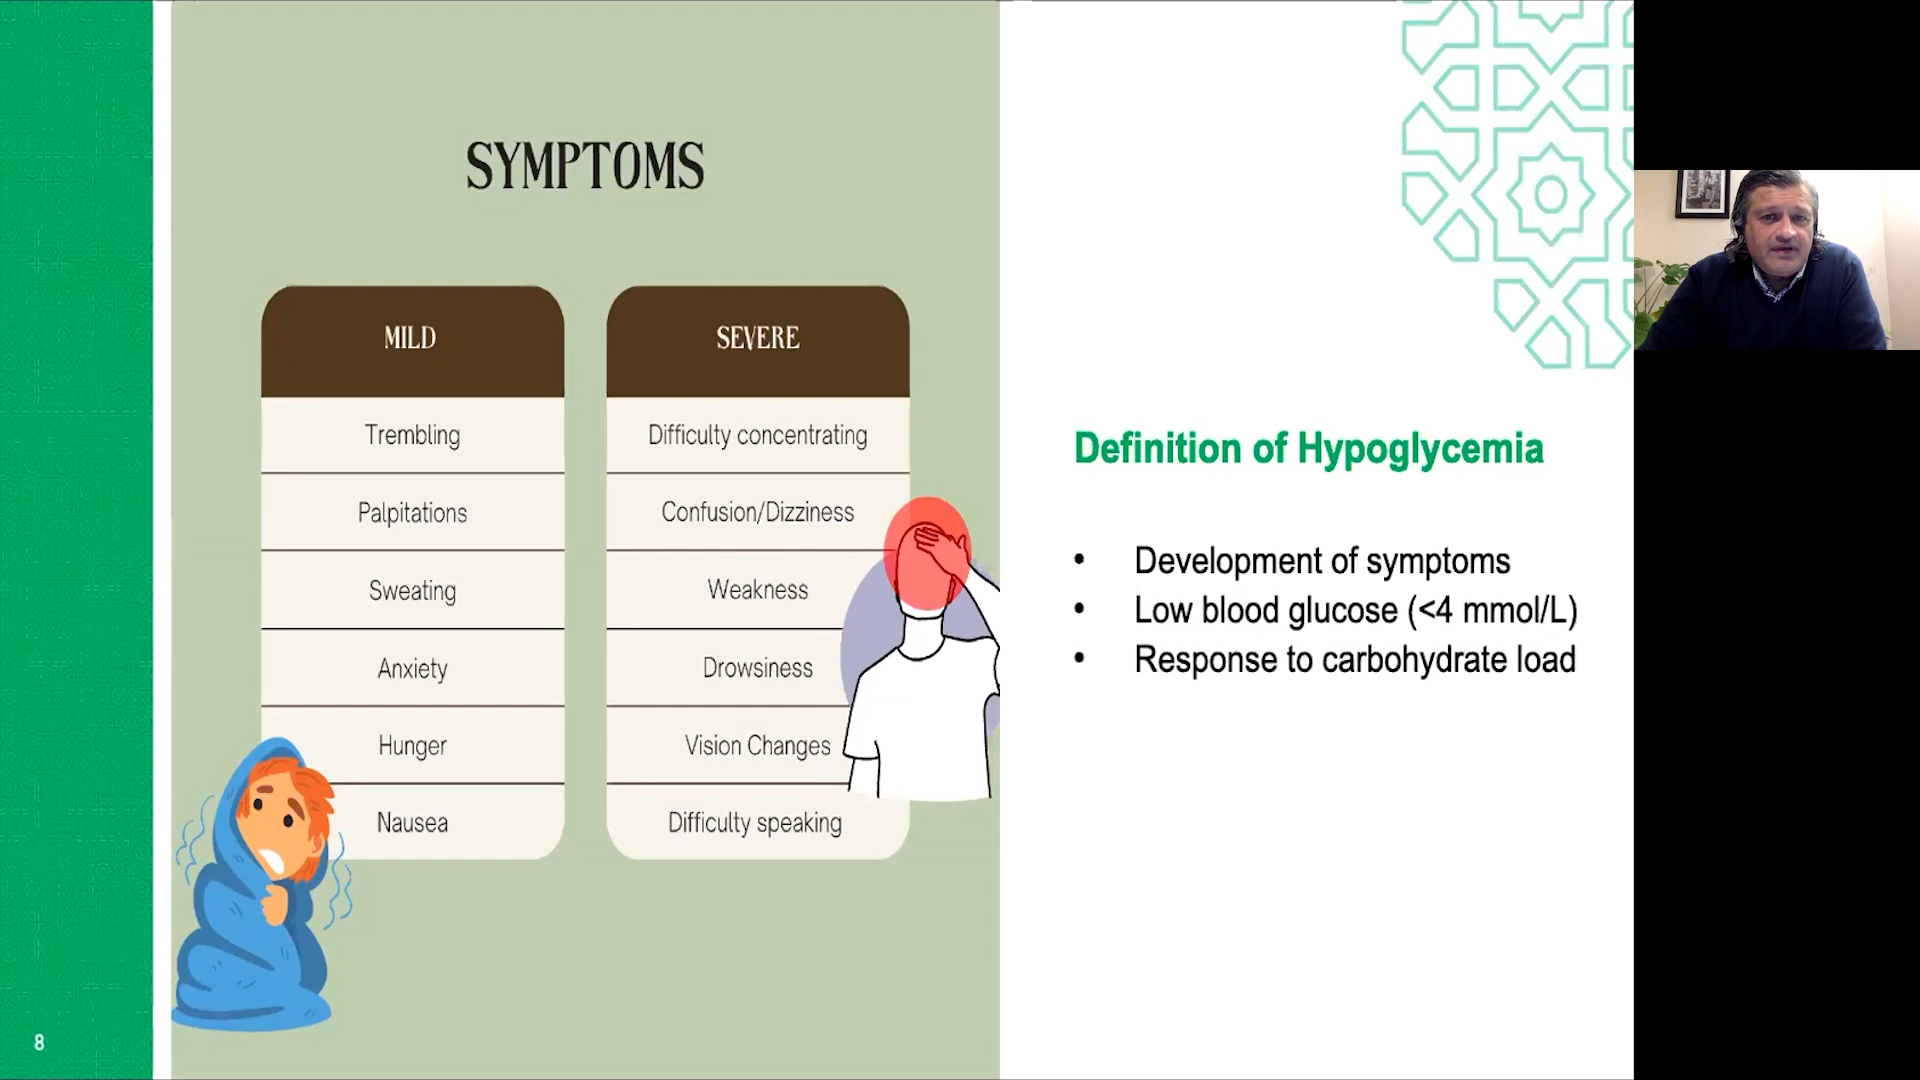 SYMPTOMS
MILD
Trembling
Palpitations
Sweating
Anxiety
Hunger
Nausea
SEVERE
Difficulty concentrating
Confusion/Dizziness
Weakness
Drowsiness
Vision Changes
Difficulty speaking
Definition of Hypoglycemia
• Development of symptoms
• Low blood glucose (<4 mmol/L)
• Response to carbohydrate load
8